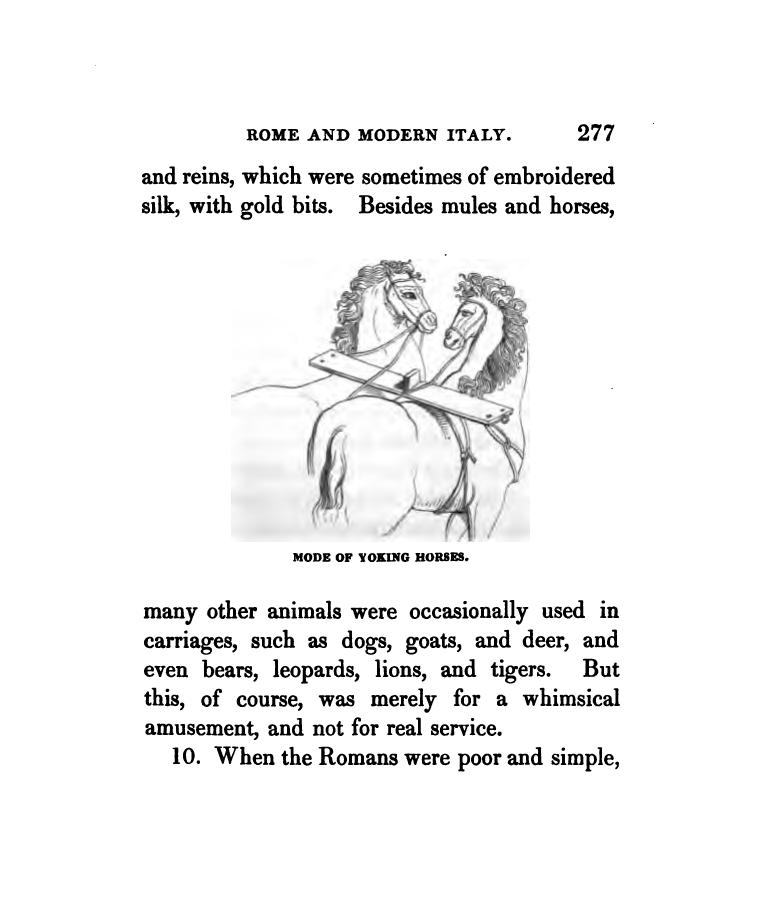 ROME AND MODERN ITALY. 277
and reins, which were sometimes of embroidered
silk, with gold bits. Besides mules and horses,
MODE OF YOKING HORSES.
many other animals were occasionally used in
carriages, such as dogs, goats, and deer, and
even bears, leopards, lions, and tigers. But
this, of course, was merely for a whimsical
amusement, and not for real service.
10. When the Romans were poor and simple,